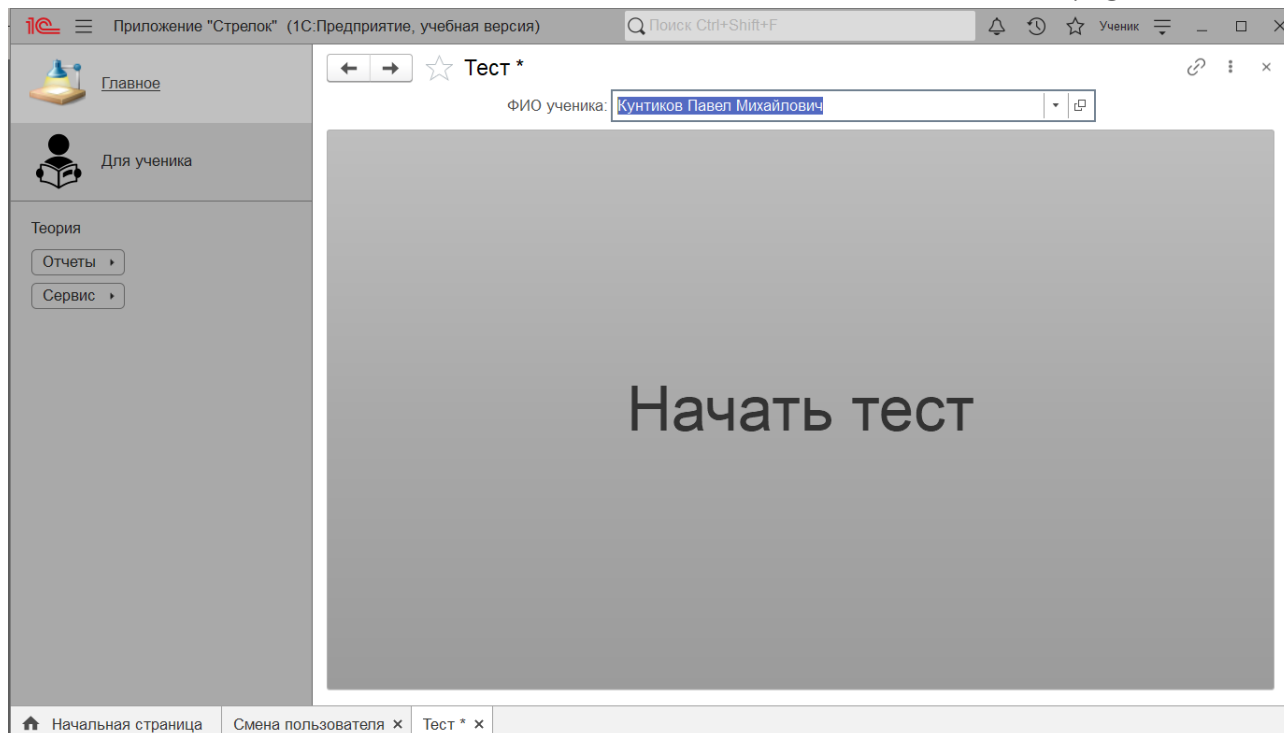 Приложение "Стрелок" (1С:Предприятие, учебная версия)
Поиск Ctrl+Shift+F
Ученик
Главное
Для ученика
Теория
Отчеты
Сервис
Тест *
ФИО ученика: Кунтиков Павел Михайлович
Начать тест
Начальная страница
Смена пользователя
Тест *